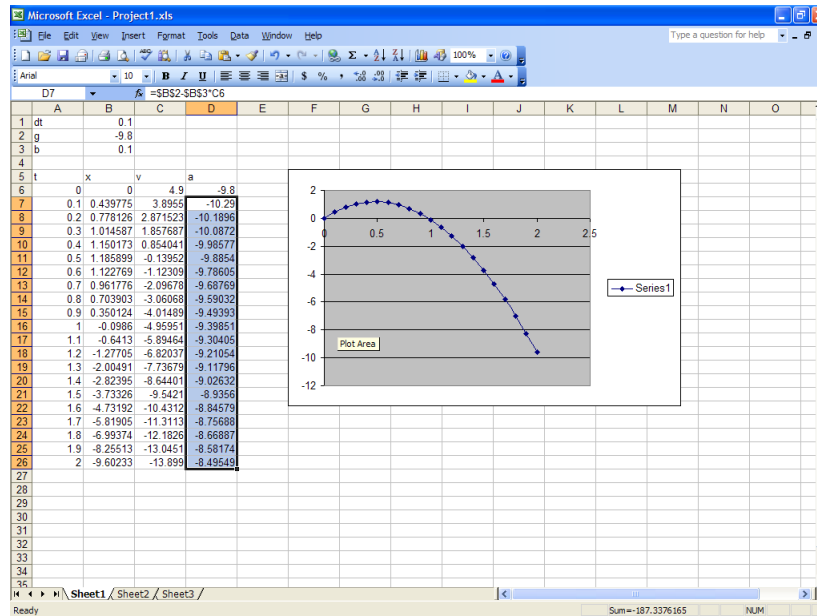 Microsoft Excel - Project1.xls
File Edit View Insert Format Tools Data Window Help Type a question for help
100%
Arial 10 B I U $ % ,
D7 fx =$B$2-$B$3*C6
A B C D E F G H I J K L M N O
1 dt 0.1
2 g -9.8
3 b 0.1
4
5 t x v a
6 0 0 4.9 -9.8
7 0.1 0.439775 3.8955 -10.29
8 0.2 0.778126 2.871523 -10.1896
9 0.3 1.014587 1.857687 -10.0872
10 0.4 1.150173 0.854041 -9.98577
11 0.5 1.185899 -0.13952 -9.8854
12 0.6 1.122769 -1.12309 -9.78605
13 0.7 0.961776 -2.09678 -9.68769
14 0.8 0.703903 -3.06068 -9.59032
15 0.9 0.350124 -4.01489 -9.49393
16 1 -0.0986 -4.95951 -9.39851
17 1.1 -0.6413 -5.89464 -9.30405
18 1.2 -1.27705 -6.82037 -9.21054
19 1.3 -2.00491 -7.73679 -9.11796
20 1.4 -2.82395 -8.64401 -9.02632
21 1.5 -3.73326 -9.5421 -8.9356
22 1.6 -4.73192 -10.4312 -8.84579
23 1.7 -5.81905 -11.3113 -8.75688
24 1.8 -6.99374 -12.1826 -8.66887
25 1.9 -8.25513 -13.0451 -8.58174
26 2 -9.60233 -13.899 -8.49549
27
28
29
30
31
32
33
34
35
2
0
-2
-4
-6
-8
-10
-12
0 0.5 1 1.5 2 2.5
Plot Area
Series1
Sheet1 / Sheet2 / Sheet3 /
Ready Sum=-187.3376165 NUM